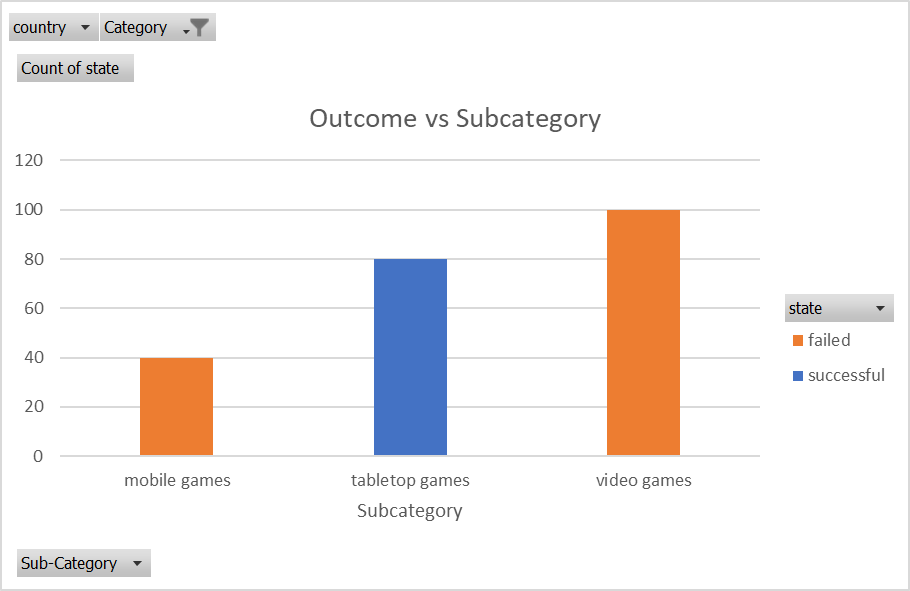 country Category
Count of state
Outcome vs Subcategory
120
100
80
60
40
20
0
mobile games tabletop games video games
Subcategory
state
failed
successful
Sub-Category